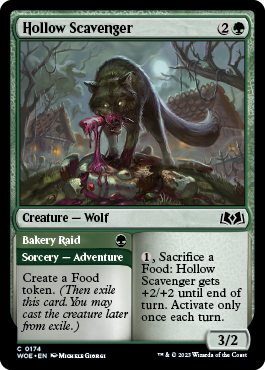 Hollow Scavenger 2
Creature — Wolf
Bakery Raid
Sorcery — Adventure
Create a Food
token. (Then exile
this card. You may
cast the creature later
from exile.)
1, Sacrifice a
Food: Hollow
Scavenger gets
+2/+2 until end of
turn. Activate only
once each turn.
3/2
C 0174
WOE • EN Michele Giorgi
™ & © 2023 Wizards of the Coast